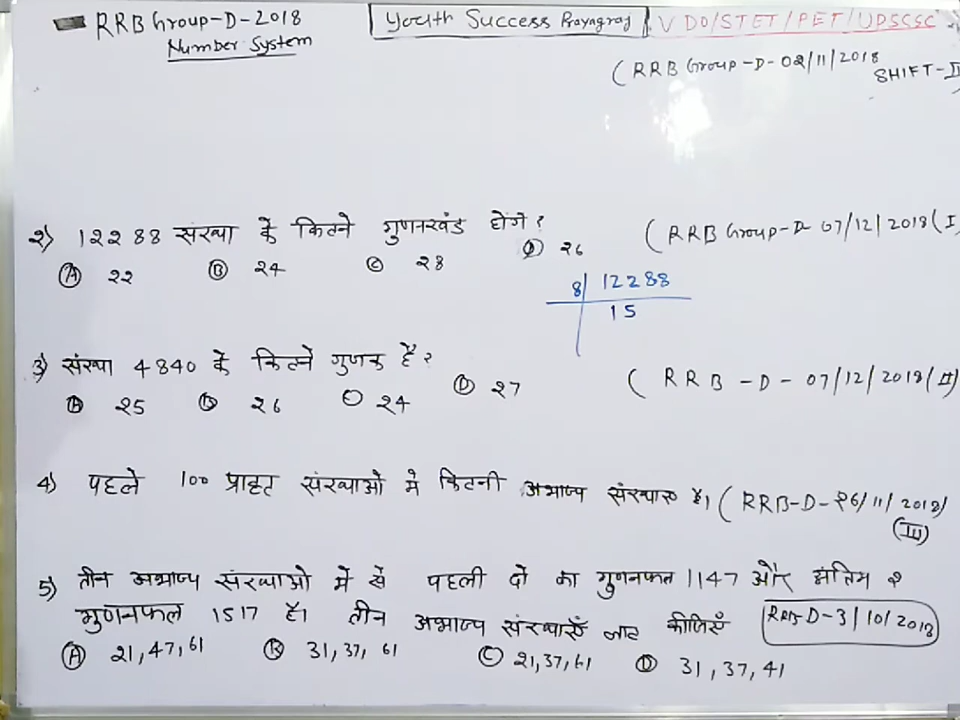 RRB Group-D-2018
Number System
Youth Success Prayagraj
VDO/STET/PET/UPSSSC
(RRB Group-D-02/11/2018
SHIFT-II
2) 12288 संख्या के कितने गुणनखंड होंगे ?
(RRB Group-D 07/12/2018 (I
Ⓐ 22 Ⓑ 24 Ⓒ 28 Ⓓ 26
8 12288
15
3) संख्या 4840 के कितने गुणक हैं ?
(RRB-D-07/12/2018/(II)
Ⓐ 25 Ⓑ 26 Ⓒ 24 Ⓓ 27
4) पहले 100 प्राकृत संख्याओ मे कितनी अभाज्य संख्याए है। (RRB-D-26/11/2018/
(III)
5) तीन अभाज्य संख्याओ में से पहली दो का गुणनफल 1147 और अंतिम 2
गुणनफल 1517 है। तीन अभाज्य संख्याएँ ज्ञात कीजिएँ
RRB-D-3/10/2018
Ⓐ 21,47,61 Ⓑ 31,37,61 Ⓒ 21,37,61 Ⓓ 31,37,41